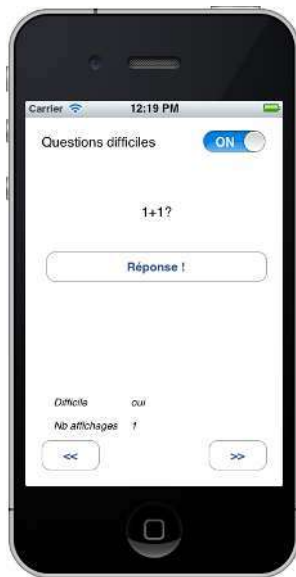 Carrier 12:19 PM
Questions difficiles ON
1+1?
Réponse !
Difficile oui
Nb affichages 1
<< >>